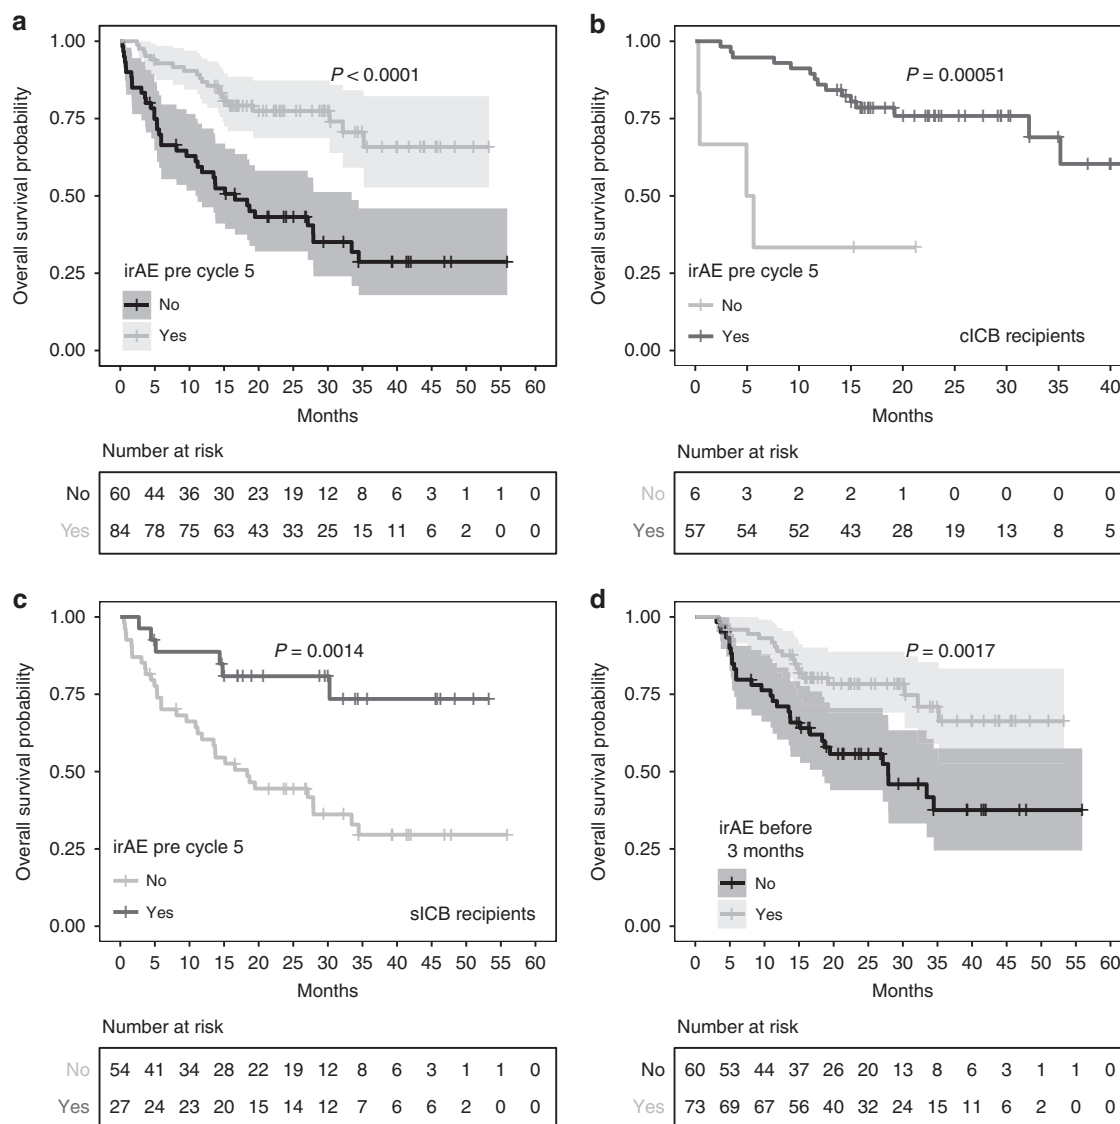 a
1.00
0.75
0.50
0.25
0.00
Overall survival probability
P < 0.0001
irAE pre cycle 5
No
Yes
0 5 10 15 20 25 30 35 40 45 50 55 60
Months
Number at risk
No 60 44 36 30 23 19 12 8 6 3 1 1 0
Yes 84 78 75 63 43 33 25 15 11 6 2 0 0
b
1.00
0.75
0.50
0.25
0.00
Overall survival probability
P = 0.00051
irAE pre cycle 5
No
Yes
cICB recipients
0 5 10 15 20 25 30 35 40
Months
Number at risk
No 6 3 2 2 1 0 0 0 0
Yes 57 54 52 43 28 19 13 8 5
c
1.00
0.75
0.50
0.25
0.00
Overall survival probability
P = 0.0014
irAE pre cycle 5
No
Yes
sICB recipients
0 5 10 15 20 25 30 35 40 45 50 55 60
Months
Number at risk
No 54 41 34 28 22 19 12 8 6 3 1 1 0
Yes 27 24 23 20 15 14 12 7 6 6 2 0 0
d
1.00
0.75
0.50
0.25
0.00
Overall survival probability
P = 0.0017
irAE before
3 months
No
Yes
0 5 10 15 20 25 30 35 40 45 50 55 60
Months
Number at risk
No 60 53 44 37 26 20 13 8 6 3 1 1 0
Yes 73 69 67 56 40 32 24 15 11 6 2 0 0